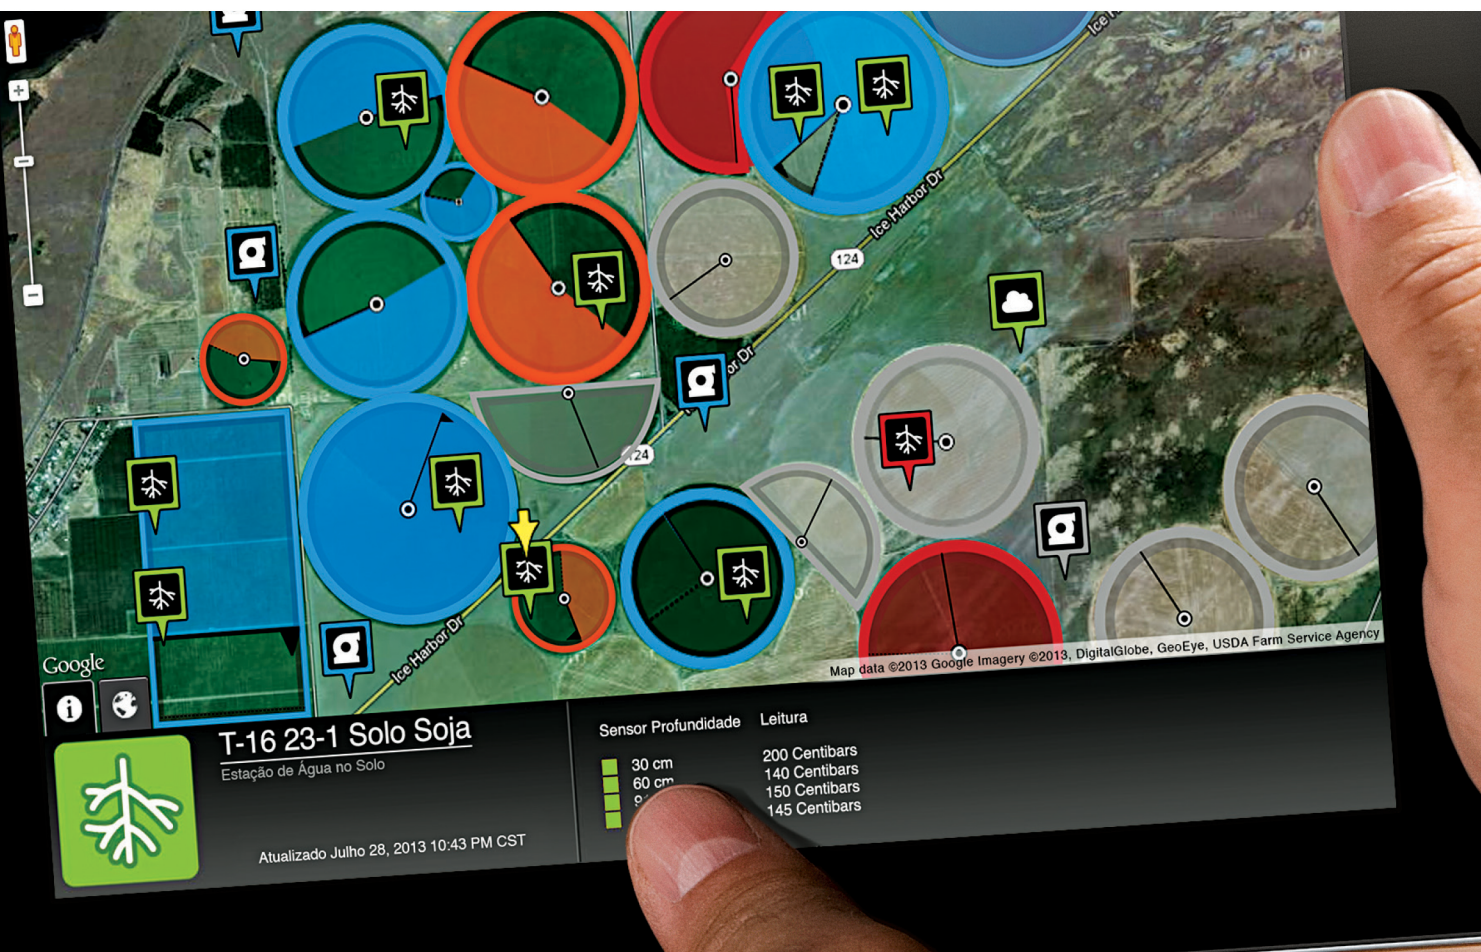 Ice H
Ice Harbor Dr
124
or Dr
124
Ice Harbor Dr
Google
Map data ©2013 Google Imagery ©2013, DigitalGlobe, GeoEye, USDA Farm Service Agency
i
T-16 23-1 Solo Soja
Estação de Água no Solo
Atualizado Julho 28, 2013 10:43 PM CST
Sensor Profundidade Leitura
30 cm 200 Centibars
60 cm 140 Centibars
150 Centibars
145 Centibars